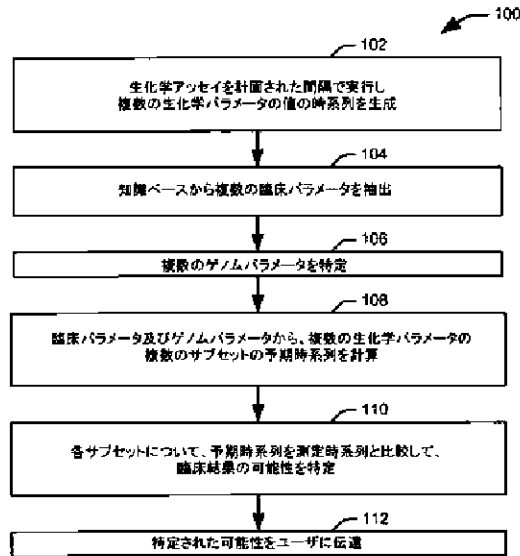 100
102
生化学アッセイを計画された間隔で実行し
複数の生化学パラメータの値の時系列を生成
104
知識ベースから複数の臨床パラメータを抽出
106
複数のゲノムパラメータを特定
108
臨床パラメータ及びゲノムパラメータから、複数の生化学パラメータの
複数のサブセットの予期時系列を計算
110
各サブセットについて、予期時系列を測定時系列と比較して、
臨床結果の可能性を特定
112
特定された可能性をユーザに伝達